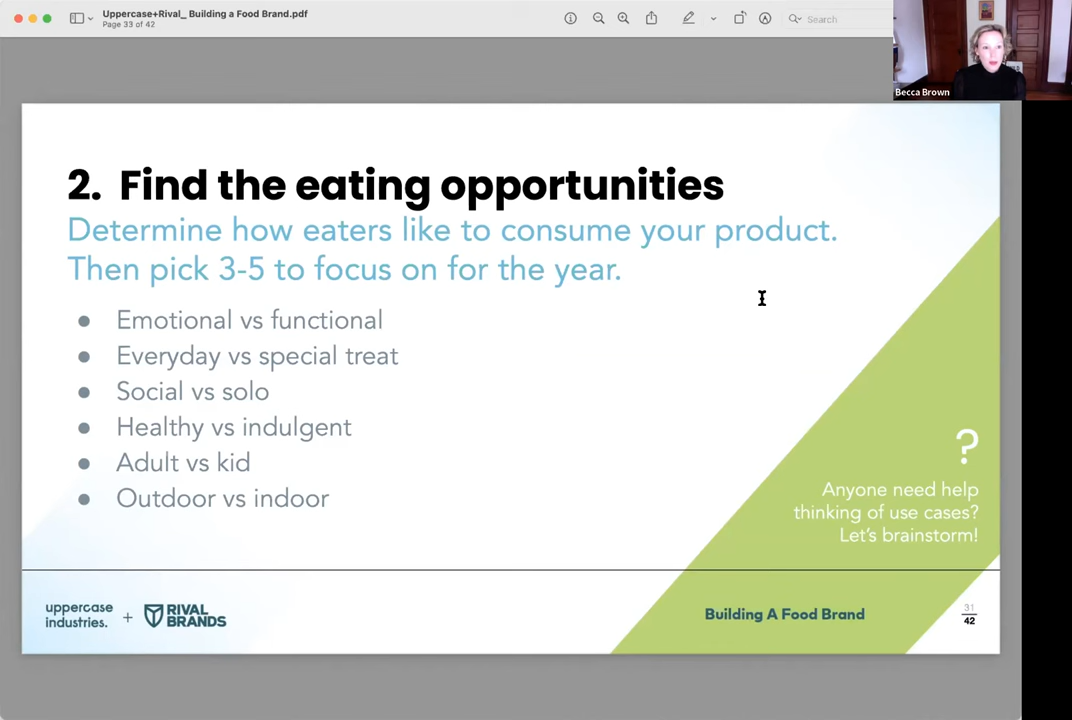 Uppercase+Rival_ Building a Food Brand.pdf
Page 33 of 42
Search
Becca Brown
2. Find the eating opportunities
Determine how eaters like to consume your product.
Then pick 3-5 to focus on for the year.
● Emotional vs functional
● Everyday vs special treat
● Social vs solo
● Healthy vs indulgent
● Adult vs kid
● Outdoor vs indoor
?
Anyone need help
thinking of use cases?
Let's brainstorm!
uppercase
industries.
+
RIVAL
BRANDS
Building A Food Brand
31
42